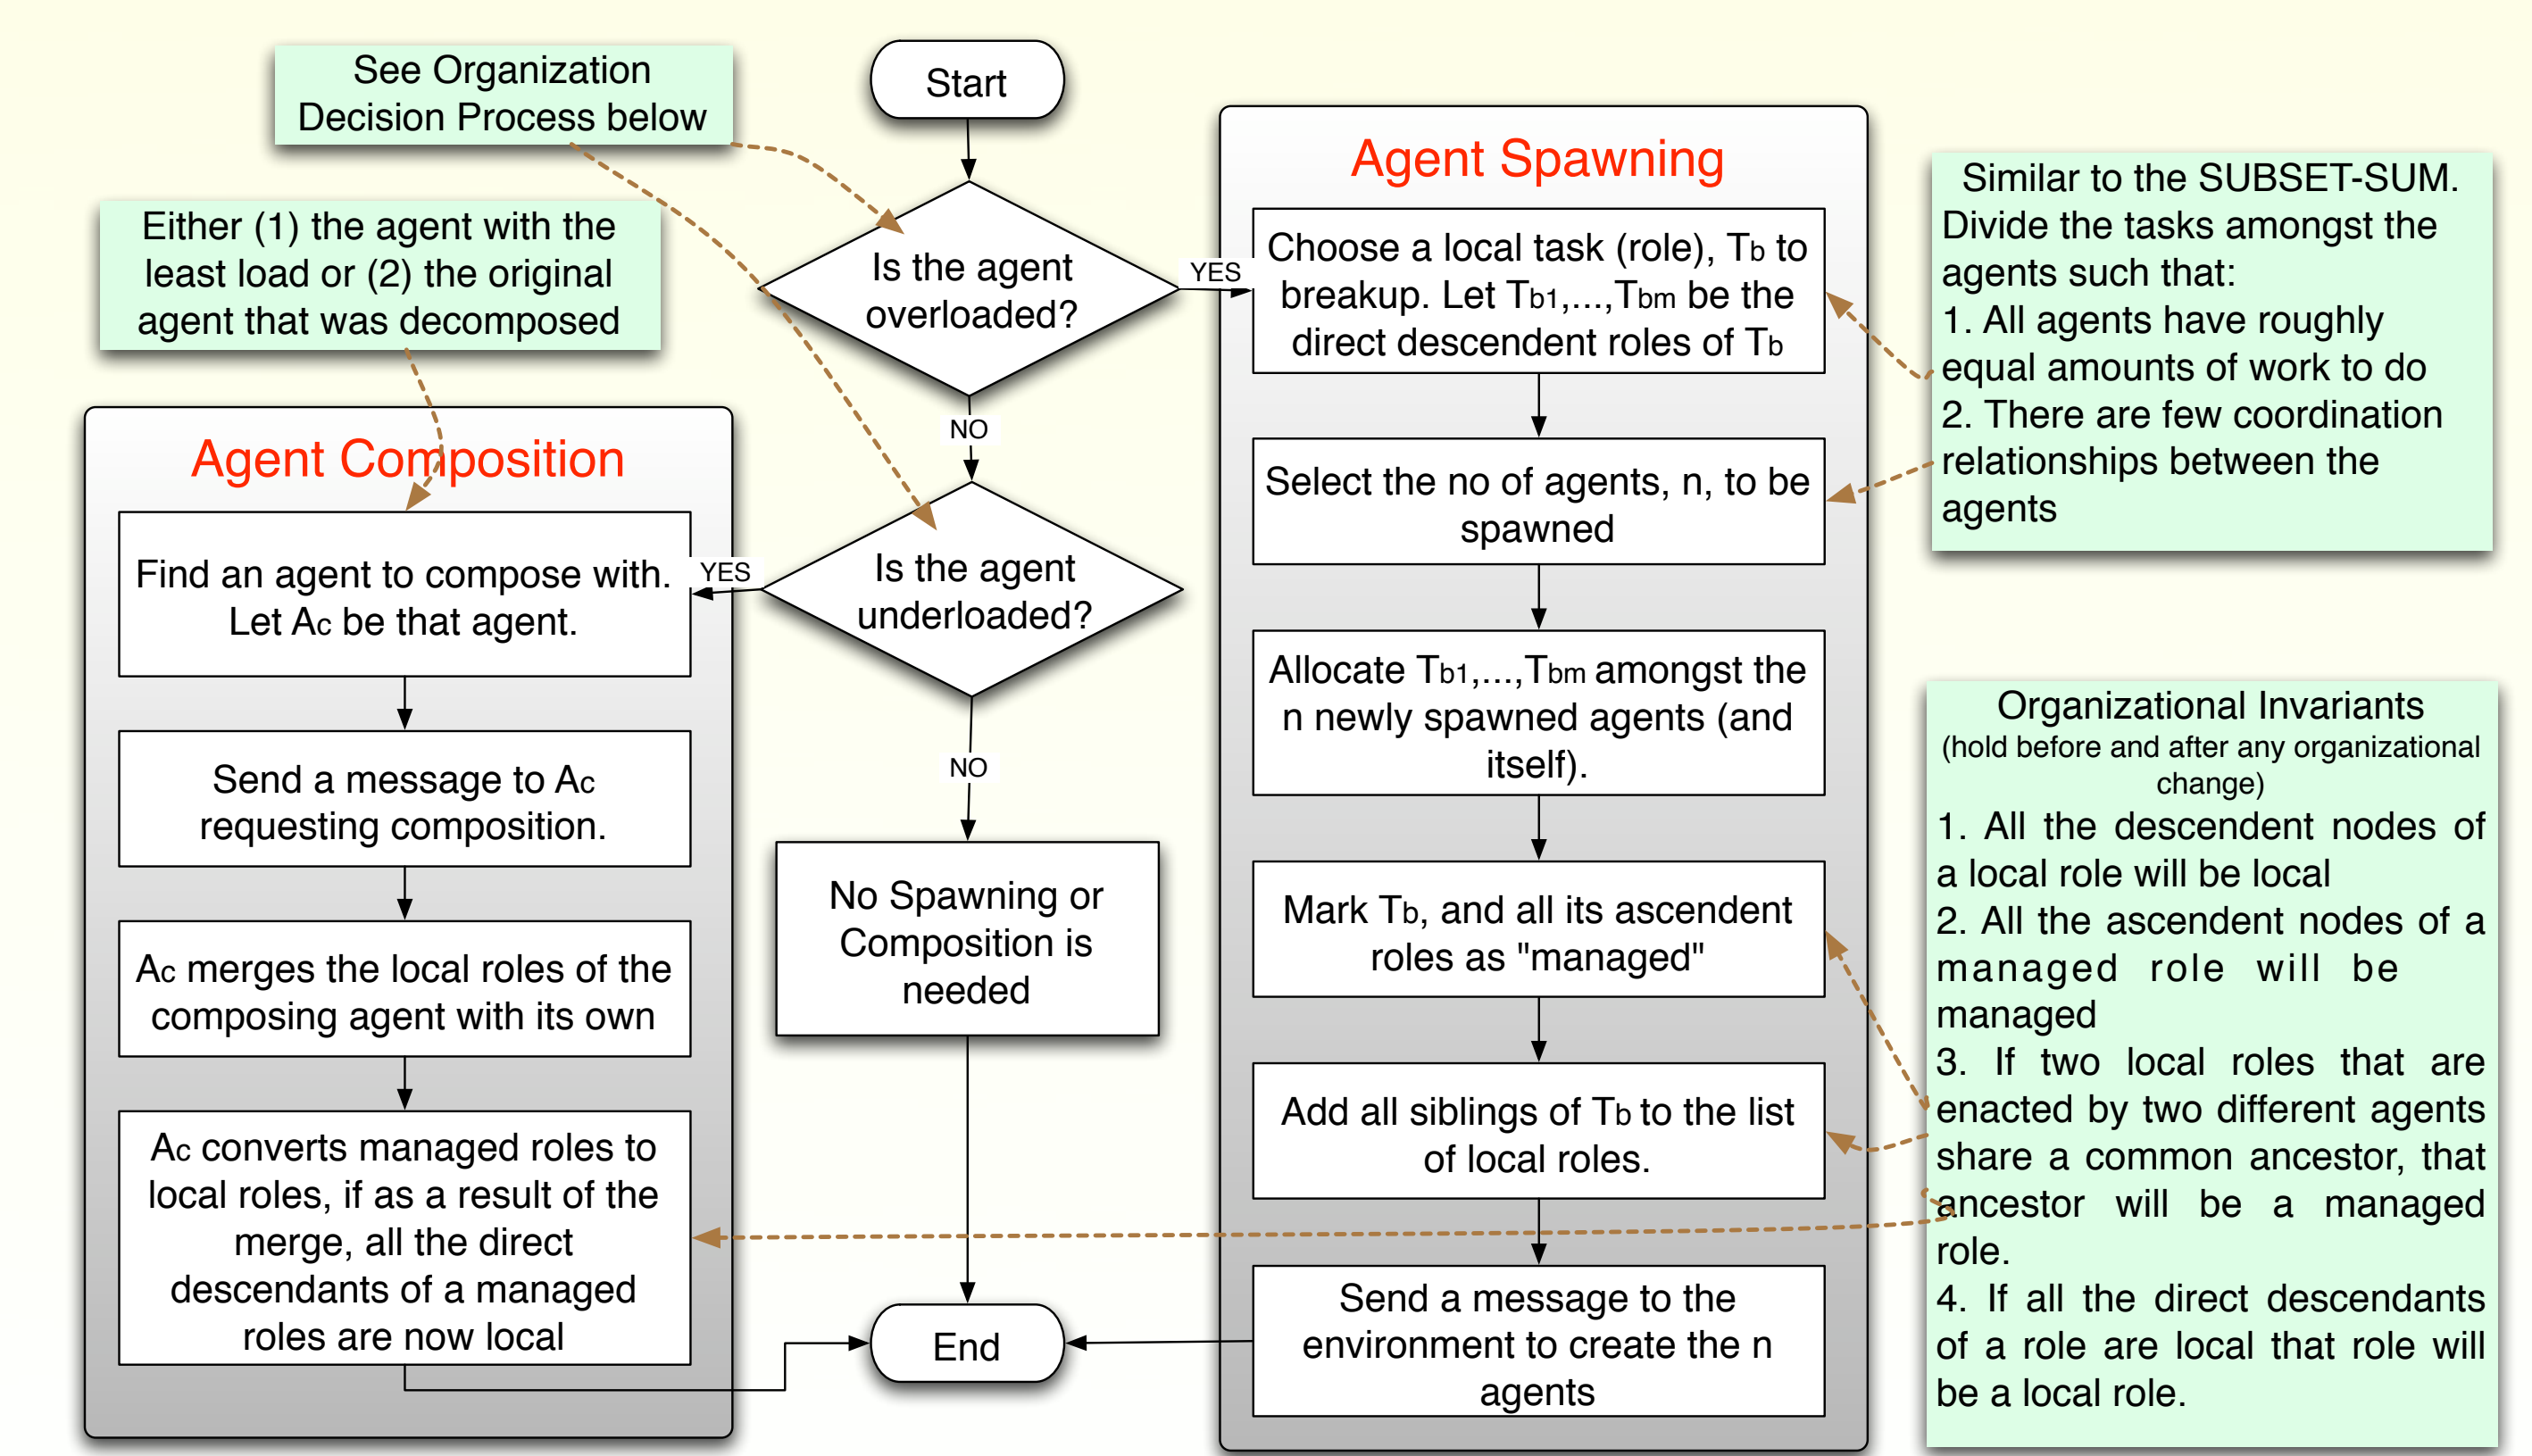 See Organization
Decision Process below
Start
Either (1) the agent with the
least load or (2) the original
agent that was decomposed
Is the agent
overloaded?
YES
NO
Is the agent
underloaded?
YES
NO
No Spawning or
Composition is
needed
End
Agent Composition
Find an agent to compose with.
Let Ac be that agent.
Send a message to Ac
requesting composition.
Ac merges the local roles of the
composing agent with its own
Ac converts managed roles to
local roles, if as a result of the
merge, all the direct
descendants of a managed
roles are now local
Agent Spawning
Choose a local task (role), Tb to
breakup. Let Tb1,...,Tbm be the
direct descendent roles of Tb
Select the no of agents, n, to be
spawned
Allocate Tb1,...,Tbm amongst the
n newly spawned agents (and
itself).
Mark Tb, and all its ascendent
roles as "managed"
Add all siblings of Tb to the list
of local roles.
Send a message to the
environment to create the n
agents
Similar to the SUBSET-SUM.
Divide the tasks amongst the
agents such that:
1. All agents have roughly
equal amounts of work to do
2. There are few coordination
relationships between the
agents
Organizational Invariants
(hold before and after any organizational
change)
1. All the descendent nodes of
a local role will be local
2. All the ascendent nodes of a
managed role will be
managed
3. If two local roles that are
enacted by two different agents
share a common ancestor, that
ancestor will be a managed
role.
4. If all the direct descendants
of a role are local that role will
be a local role.